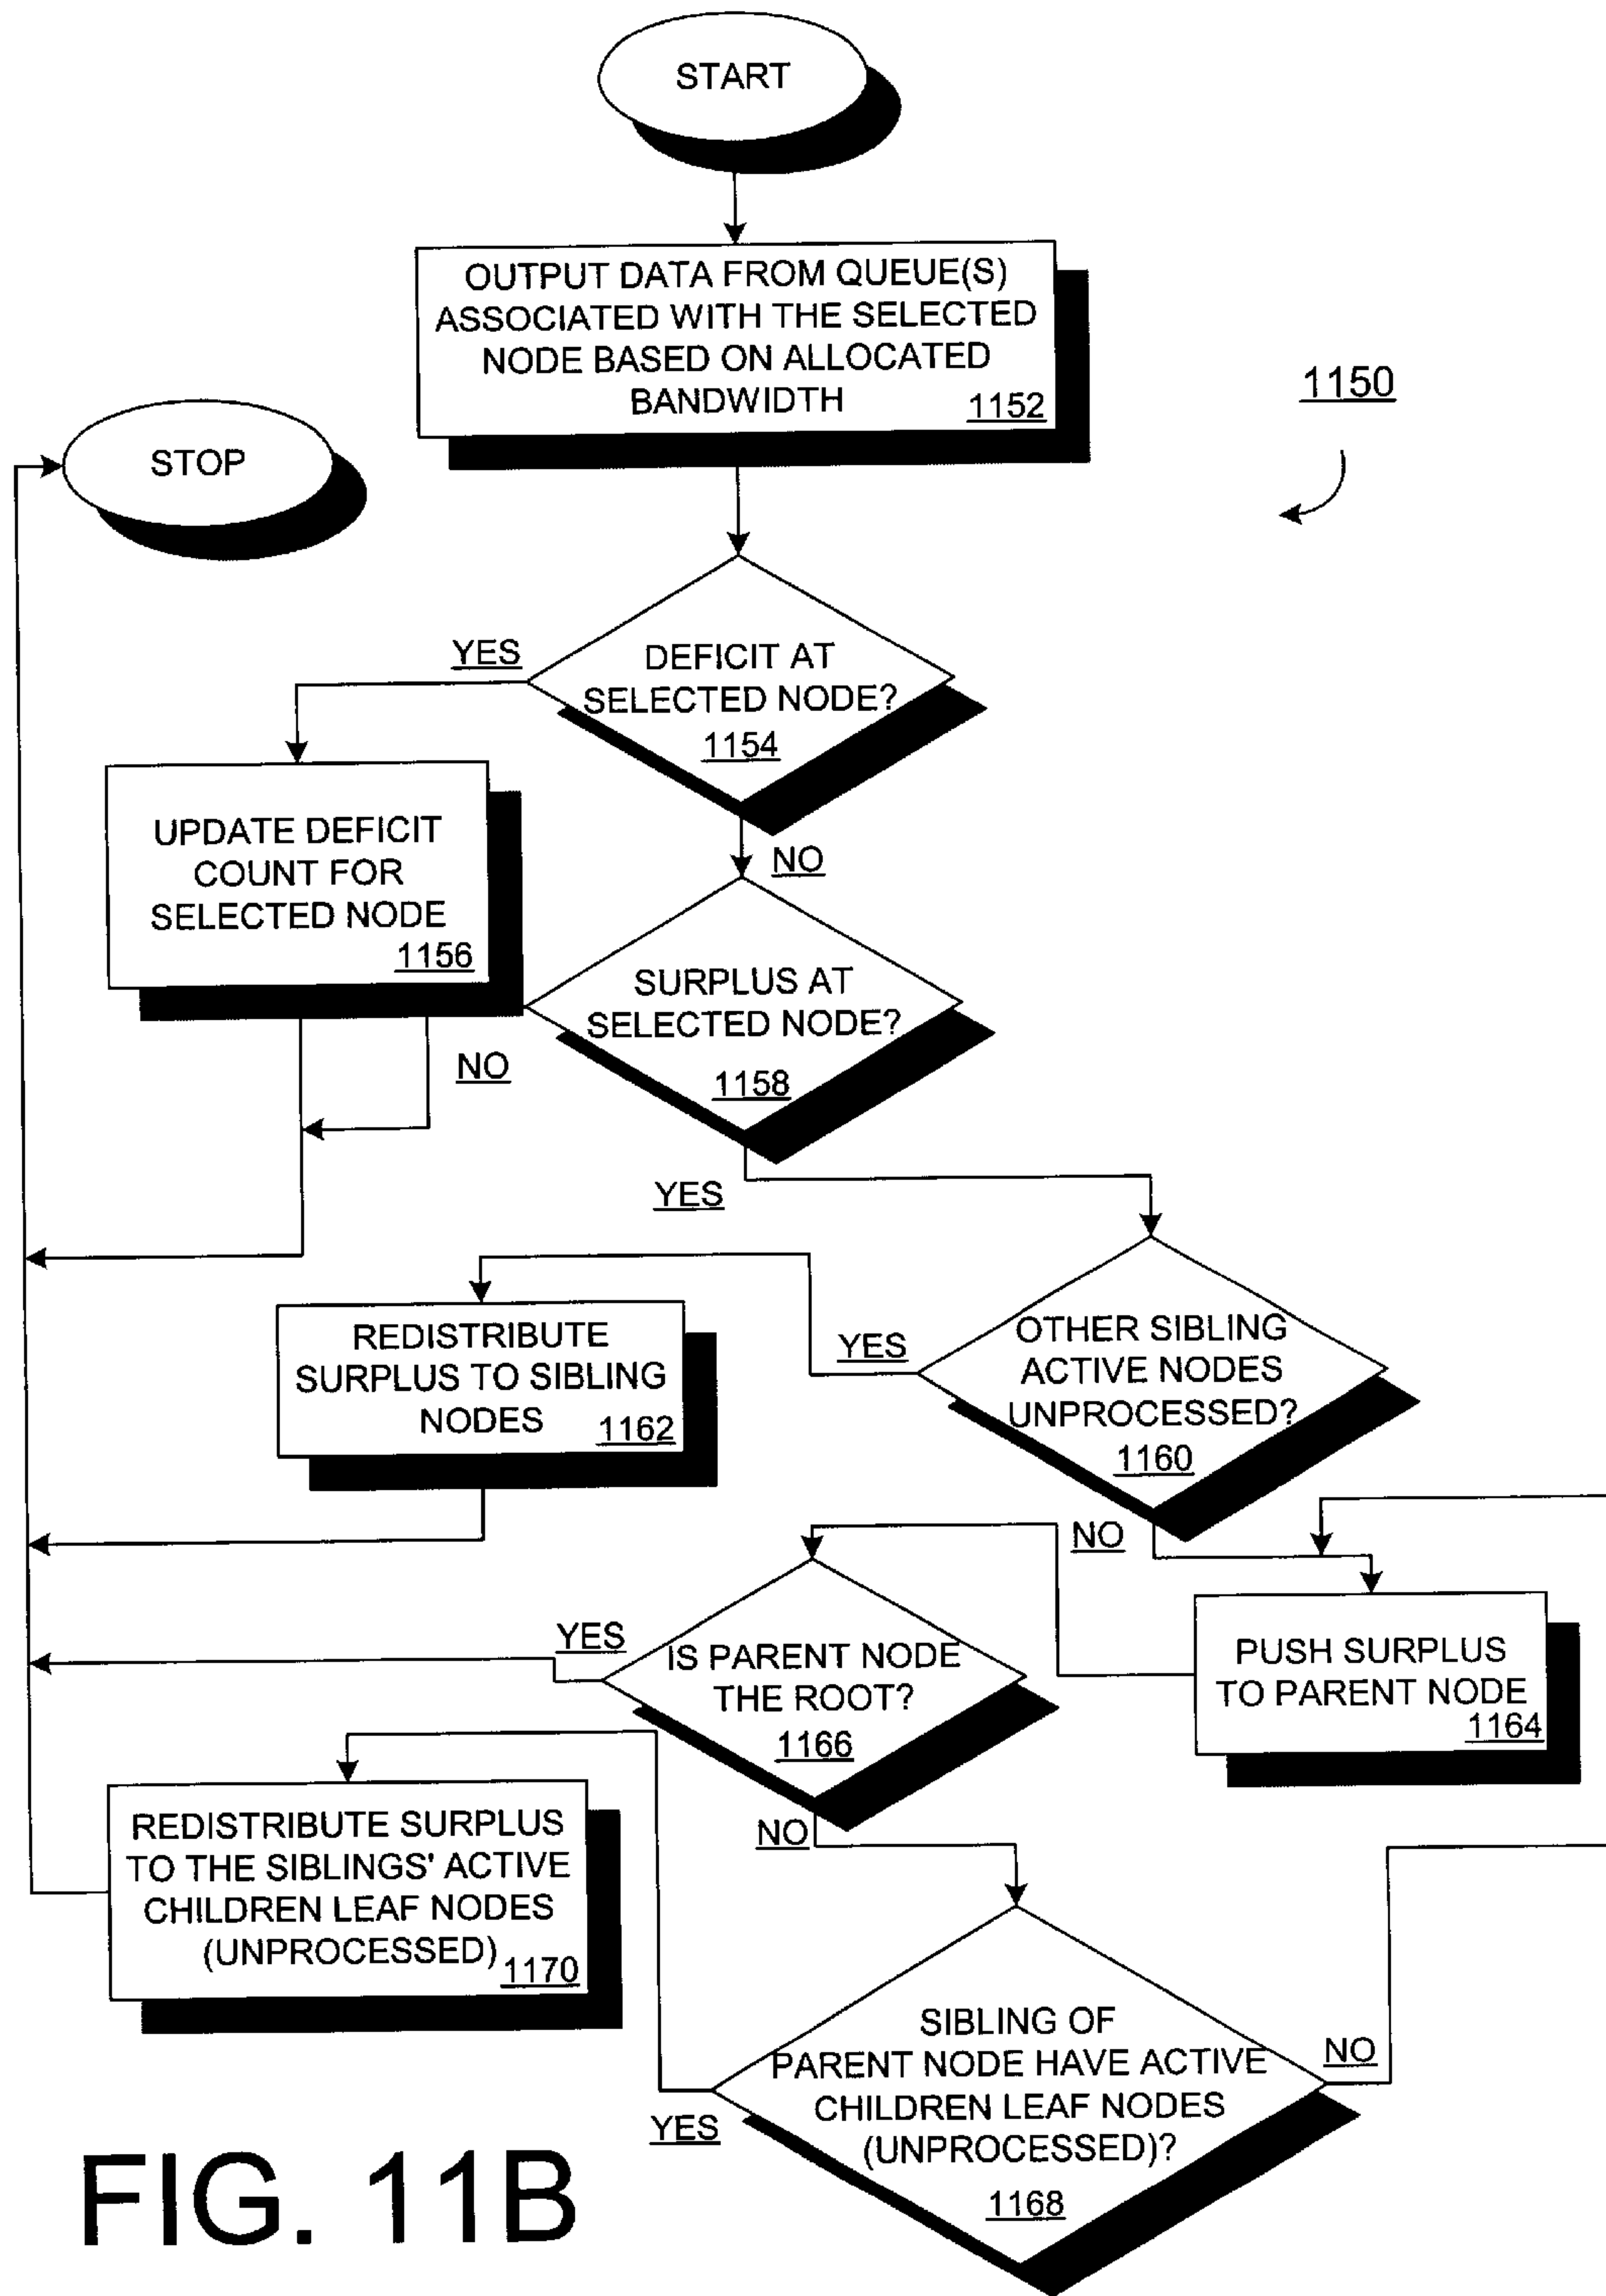 START
OUTPUT DATA FROM QUEUE(S)
ASSOCIATED WITH THE SELECTED
NODE BASED ON ALLOCATED
BANDWIDTH 1152
1150
STOP
YES
DEFICIT AT
SELECTED NODE?
1154
UPDATE DEFICIT
COUNT FOR
SELECTED NODE
1156
NO
SURPLUS AT
SELECTED NODE?
1158
NO
YES
OTHER SIBLING
ACTIVE NODES
UNPROCESSED?
1160
YES
REDISTRIBUTE
SURPLUS TO SIBLING
NODES 1162
NO
PUSH SURPLUS
TO PARENT NODE
1164
YES
IS PARENT NODE
THE ROOT?
1166
NO
REDISTRIBUTE SURPLUS
TO THE SIBLINGS' ACTIVE
CHILDREN LEAF NODES
(UNPROCESSED) 1170
SIBLING OF
PARENT NODE HAVE ACTIVE
CHILDREN LEAF NODES
(UNPROCESSED)?
1168
NO
YES
FIG. 11B